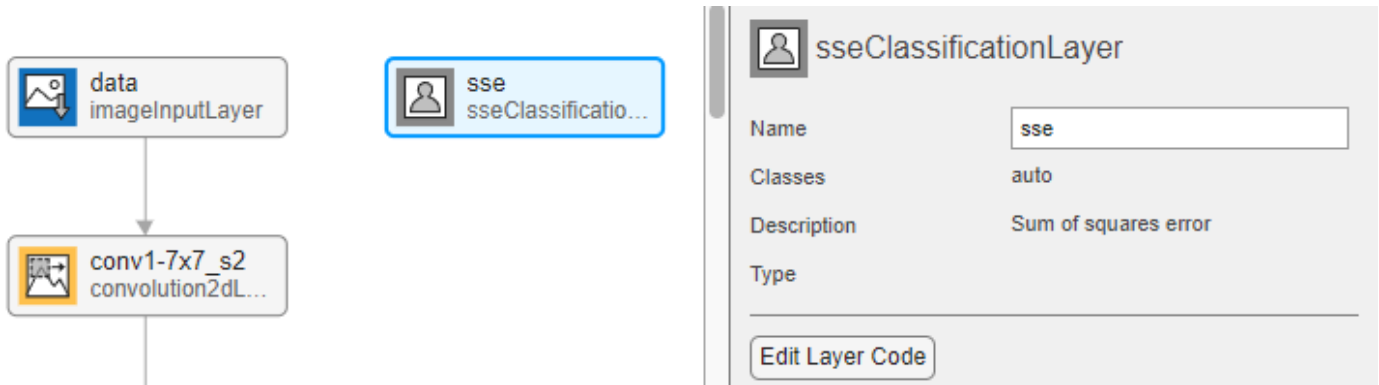 data
imageInputLayer
conv1-7x7_s2
convolution2dL...
sse
sseClassificatio...
sseClassificationLayer
Name
sse
Classes
auto
Description
Sum of squares error
Type
Edit Layer Code